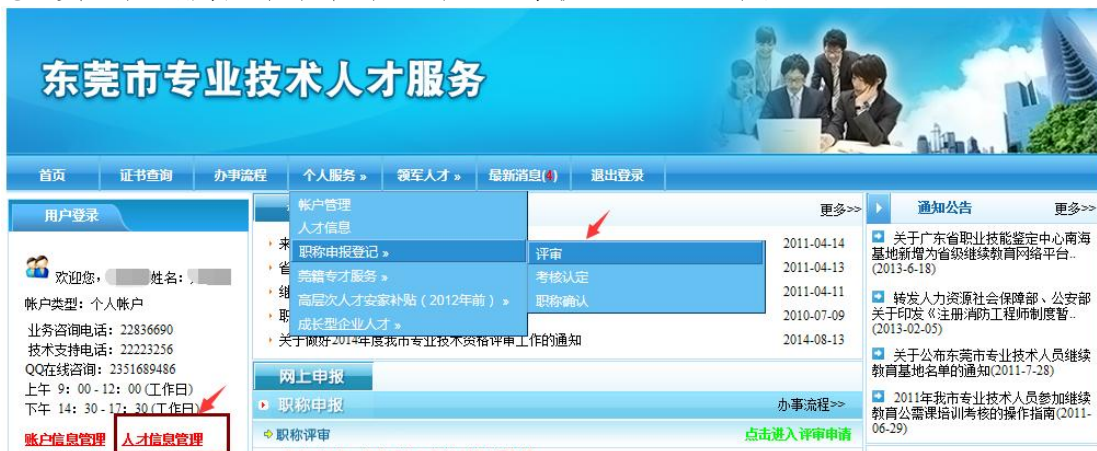 东莞市专业技术人才服务
首页 证书查询 办事流程 个人服务» 领军人才» 最新消息(4) 退出登录
用户登录
欢迎您, 姓名:
帐户类型:个人帐户
业务咨询电话:22836690
技术支持电话:22223256
QQ在线咨询:2351689486
上午 9:00-12:00(工作日)
下午 14:30-17:30(工作日)
账户信息管理 人才信息管理
帐户管理
人才信息
职称申报登记»
莞籍专才服务»
高层次人才安家补贴(2012年前)»
成长型企业人才»
评审
考核认定
职称确认
更多>>
来 2011-04-14
省 2011-04-13
继 2011-04-11
职 2010-07-09
关于做好2014年度我市专业技术资格评审工作的通知 2014-08-13
网上申报
职称申报 办事流程>>
职称评审 点击进入评审申请
通知公告 更多>>
关于广东省职业技能鉴定中心南海
基地新增为省级继续教育网络平台..
(2013-6-18)
转发人力资源社会保障部、公安部
关于印发《注册消防工程师制度暂..
(2013-02-05)
关于公布东莞市专业技术人员继续
教育基地名单的通知(2011-7-28)
2011年我市专业技术人员参加继续
教育公需课培训考核的操作指南(2011-
06-29)